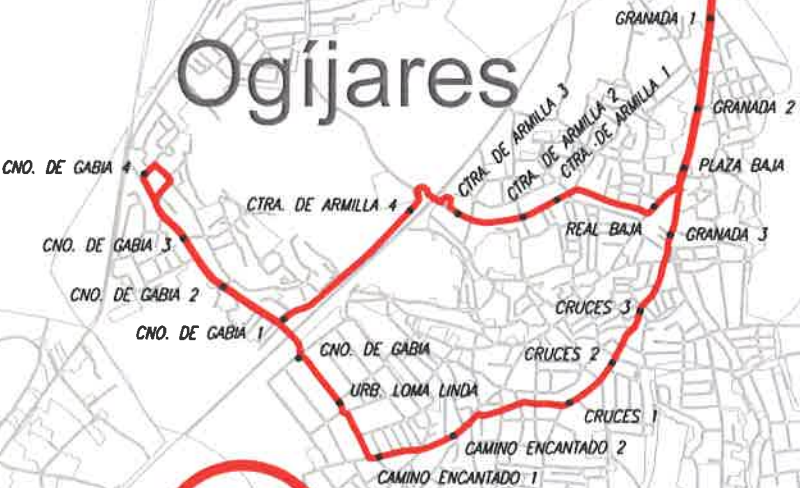 GRANADA 1
Ogíjares
CTRA. DE ARMILLA 3
CTRA. DE ARMILLA 2
CTRA. DE ARMILLA 1
GRANADA 2
CNO. DE GABIA 4
PLAZA BAJA
CTRA. DE ARMILLA 4
REAL BAJA
GRANADA 3
CNO. DE GABIA 3
CNO. DE GABIA 2
CRUCES 3
CNO. DE GABIA 1
CNO. DE GABIA
CRUCES 2
URB. LOMA LINDA
CRUCES 1
CAMINO ENCANTADO 2
CAMINO ENCANTADO 1